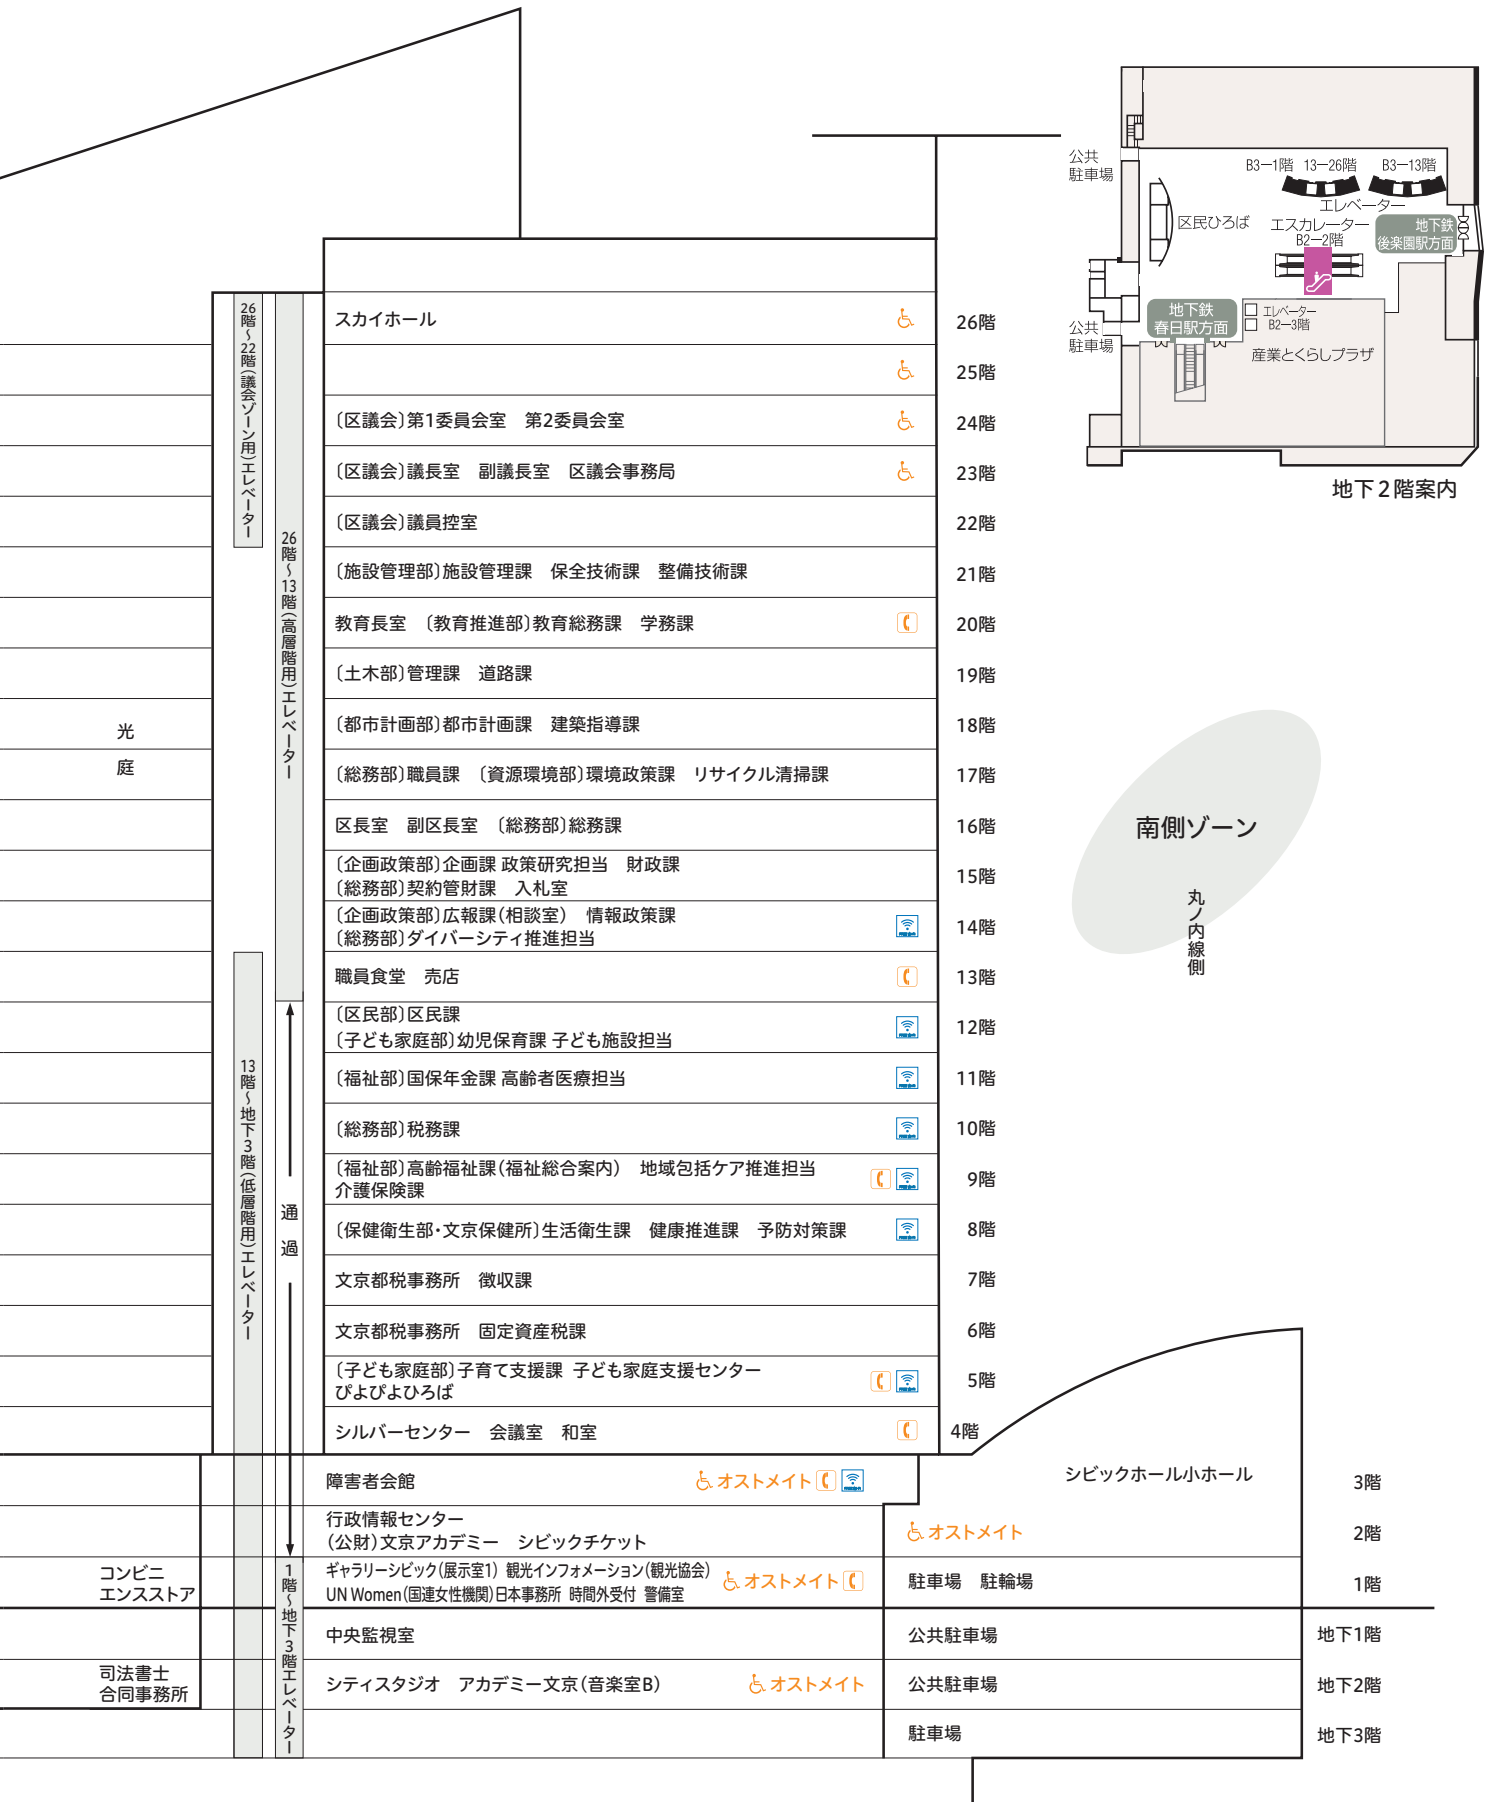 公共
駐車場
B3ー1階 13ー26階 B3ー13階
エレベーター
区民ひろば
エスカレーター
B2ー2階
地下鉄
後楽園駅方面
地下鉄
春日駅方面
エレベーター
B2ー3階
公共
駐車場
産業とくらしプラザ
地下2階案内
26階～22階(議会ゾーン用)エレベーター
26階～13階(高層階用)エレベーター
13階～地下3階(低層階用)エレベーター
通過
1階～地下3階エレベーター
光
庭
スカイホール 26階
25階
〔区議会〕第1委員会室 第2委員会室 24階
〔区議会〕議長室 副議長室 区議会事務局 23階
〔区議会〕議員控室 22階
〔施設管理部〕施設管理課 保全技術課 整備技術課 21階
教育長室 〔教育推進部〕教育総務課 学務課 20階
〔土木部〕管理課 道路課 19階
〔都市計画部〕都市計画課 建築指導課 18階
〔総務部〕職員課 〔資源環境部〕環境政策課 リサイクル清掃課 17階
区長室 副区長室 〔総務部〕総務課 16階
〔企画政策部〕企画課 政策研究担当 財政課
〔総務部〕契約管財課 入札室
15階
〔企画政策部〕広報課(相談室) 情報政策課
〔総務部〕ダイバーシティ推進担当
14階
職員食堂 売店 13階
〔区民部〕区民課
〔子ども家庭部〕幼児保育課 子ども施設担当
12階
〔福祉部〕国保年金課 高齢者医療担当 11階
〔総務部〕税務課 10階
〔福祉部〕高齢福祉課(福祉総合案内) 地域包括ケア推進担当
介護保険課
9階
〔保健衛生部・文京保健所〕生活衛生課 健康推進課 予防対策課 8階
文京都税事務所 徴収課 7階
文京都税事務所 固定資産税課 6階
〔子ども家庭部〕子育て支援課 子ども家庭支援センター
ぴよぴよひろば
5階
シルバーセンター 会議室 和室 4階
南側ゾーン
丸ノ内線側
障害者会館 オストメイト シビックホール小ホール 3階
行政情報センター
(公財)文京アカデミー シビックチケット
オストメイト 2階
コンビニ
エンスストア
ギャラリーシビック(展示室1) 観光インフォメーション(観光協会)
UN Women(国連女性機関)日本事務所 時間外受付 警備室
オストメイト 駐車場 駐輪場 1階
中央監視室 公共駐車場 地下1階
司法書士
合同事務所
シティスタジオ アカデミー文京(音楽室B) オストメイト 公共駐車場 地下2階
駐車場 地下3階